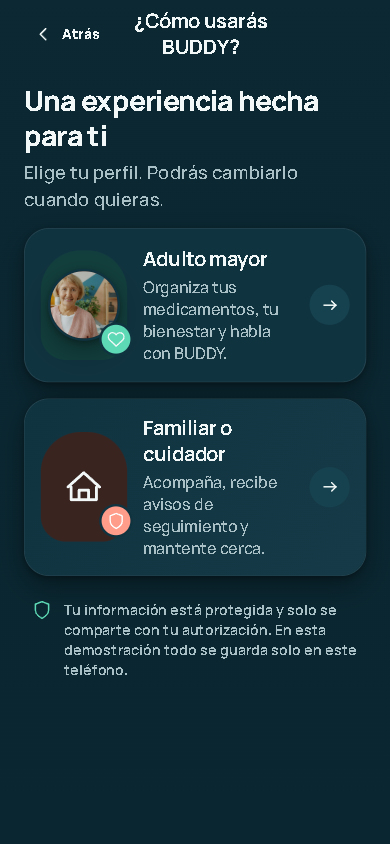 Atrás
¿Cómo usarás
BUDDY?
Una experiencia hecha
para ti
Elige tu perfil. Podrás cambiarlo
cuando quieras.
Adulto mayor
Organiza tus
medicamentos, tu
bienestar y habla
con BUDDY.
Familiar o
cuidador
Acompaña, recibe
avisos de
seguimiento y
mantente cerca.
Tu información está protegida y solo se
comparte con tu autorización. En esta
demostración todo se guarda solo en este
teléfono.